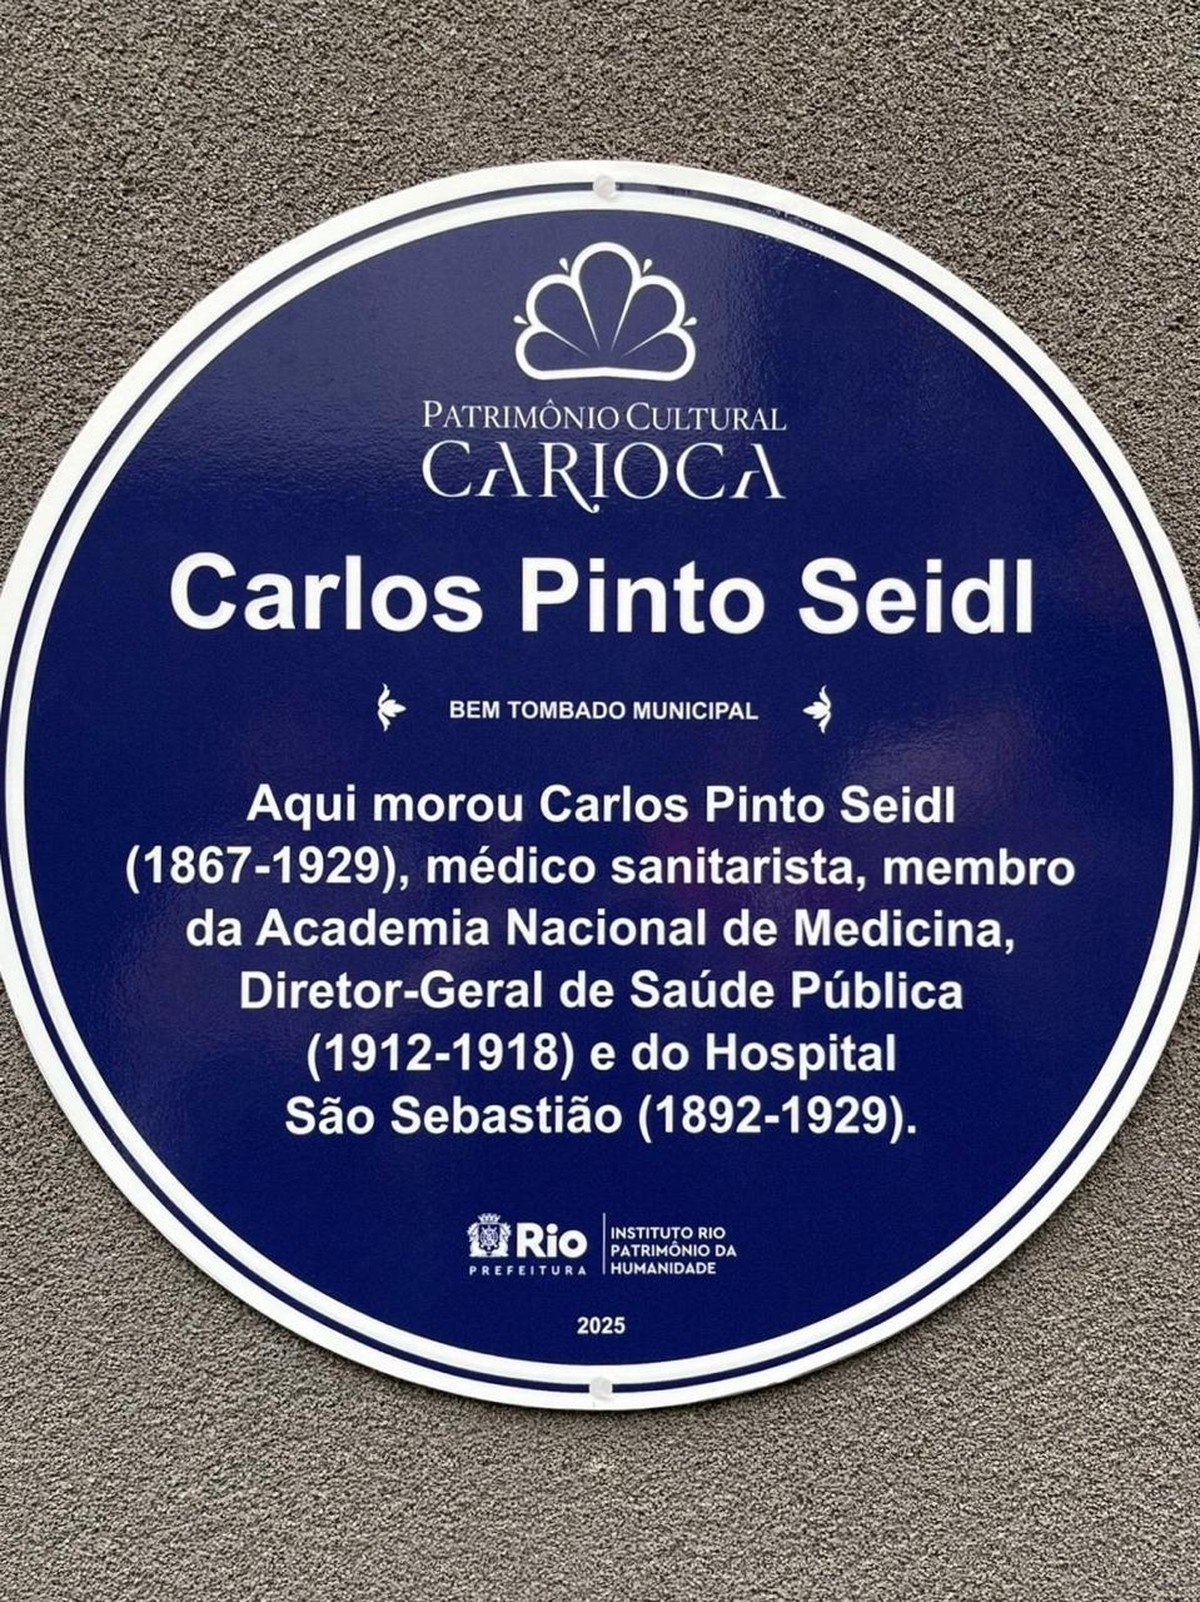 PATRIMÔNIO CULTURAL
CARIOCA
Carlos Pinto Seidl
BEM TOMBADO MUNICIPAL
Aqui morou Carlos Pinto Seidl
(1867-1929), médico sanitarista, membro
da Academia Nacional de Medicina,
Diretor-Geral de Saúde Pública
(1912-1918) e do Hospital
São Sebastião (1892-1929).
Rio
PREFEITURA
INSTITUTO RIO
PATRIMÔNIO DA
HUMANIDADE
2025